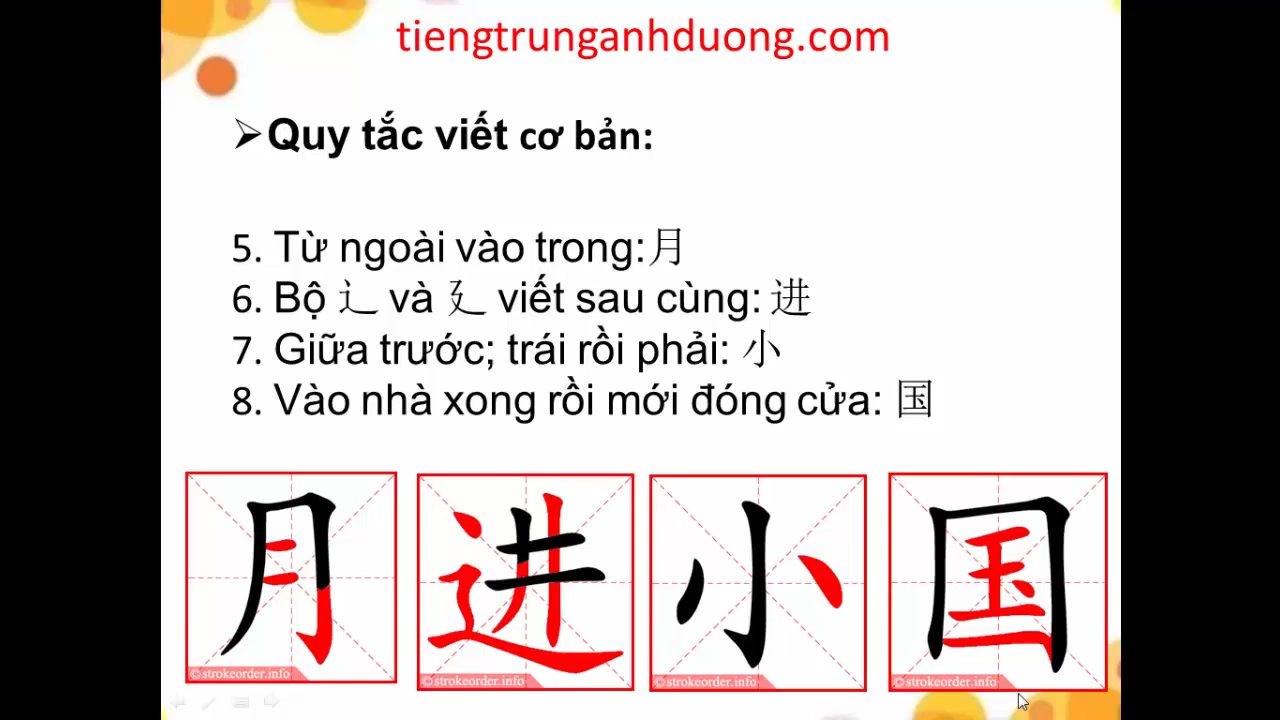 tiengtrunganhduong.com
➢Quy tắc viết cơ bản:
5. Từ ngoài vào trong:月
6. Bộ 辶 và 廴 viết sau cùng: 进
7. Giữa trước; trái rồi phải: 小
8. Vào nhà xong rồi mới đóng cửa: 国
月 进 小 国
©strokeorder.info ©strokeorder.info ©strokeorder.info ©strokeorder.info